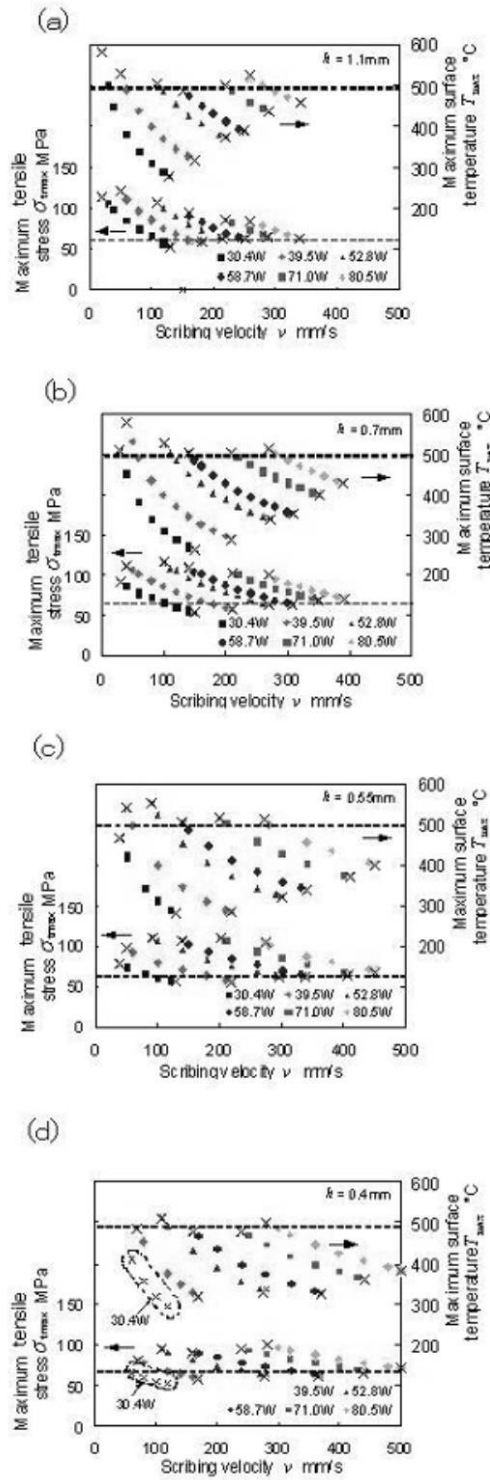 (a)
h = 1.1mm
600
500
400
300
200
150
100
50
0
Maximum tensile
stress σtmax MPa
Maximum surface
temperature Tmax °C
30.4W 39.5W 52.8W
58.7W 71.0W 80.5W
0 100 200 300 400 500
Scribing velocity ν mm/s
(b)
h = 0.7mm
600
500
400
300
200
150
100
50
0
Maximum tensile
stress σtmax MPa
Maximum surface
temperature Tmax °C
30.4W 39.5W 52.8W
58.7W 71.0W 80.5W
0 100 200 300 400 500
Scribing velocity ν mm/s
(c)
h = 0.55mm
600
500
400
300
200
150
100
50
0
Maximum tensile
stress σtmax MPa
Maximum surface
temperature Tmax °C
30.4W 39.5W 52.8W
58.7W 71.0W 80.5W
0 100 200 300 400 500
Scribing velocity ν mm/s
(d)
h = 0.4mm
600
500
400
300
200
150
100
50
0
Maximum tensile
stress σtmax MPa
Maximum surface
temperature Tmax °C
30.4W
30.4W
39.5W 52.8W
58.7W 71.0W 80.5W
0 100 200 300 400 500
Scribing velocity ν mm/s